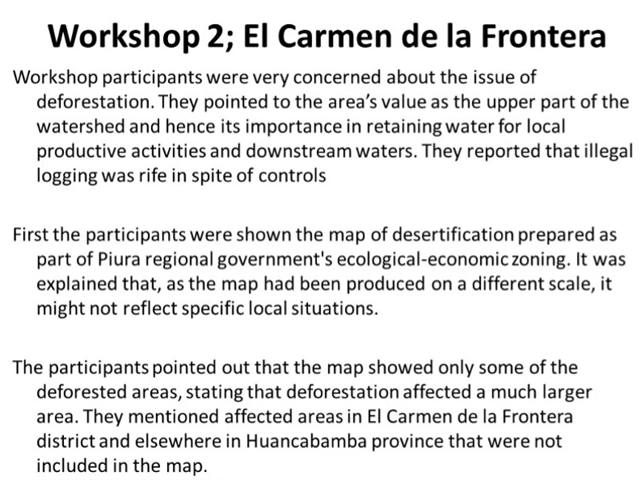 Workshop 2; El Carmen de la Frontera
Workshop participants were very concerned about the issue of
deforestation. They pointed to the area's value as the upper part of the
watershed and hence its importance in retaining water for local
productive activities and downstream waters. They reported that illegal
logging was rife in spite of controls
First the participants were shown the map of desertification prepared as
part of Piura regional government's ecological-economic zoning. It was
explained that, as the map had been produced on a different scale, it
might not reflect specific local situations.
The participants pointed out that the map showed only some of the
deforested areas, stating that deforestation affected a much larger
area. They mentioned affected areas in El Carmen de la Frontera
district and elsewhere in Huancabamba province that were not
included in the map.